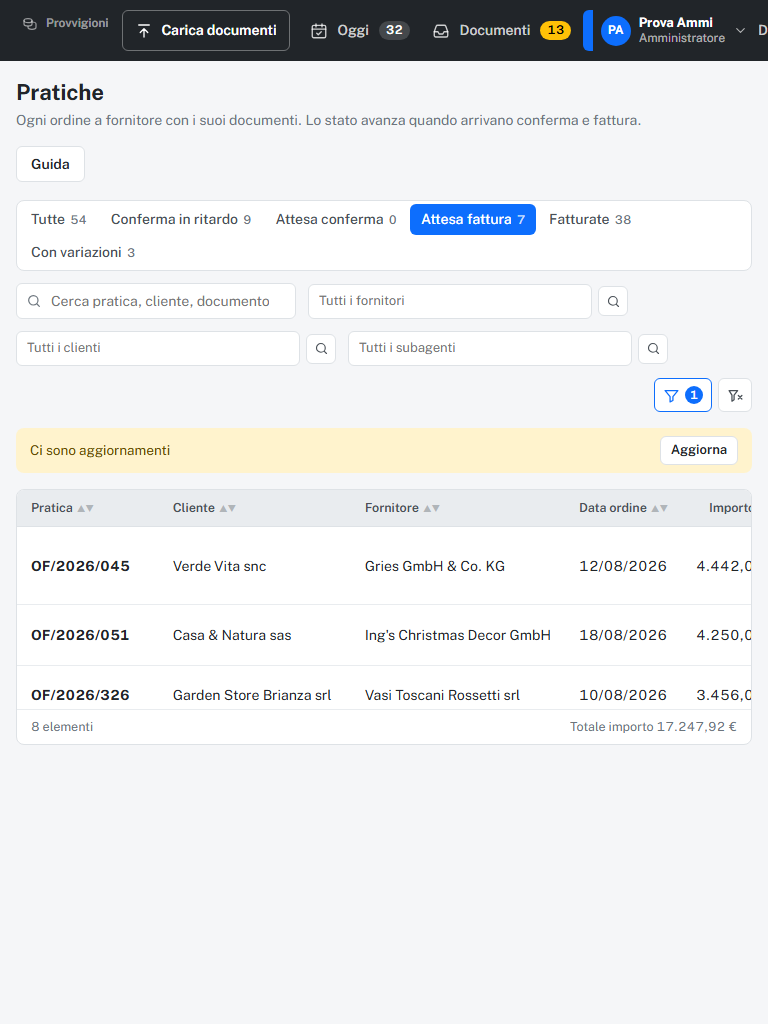 Provvigioni
Carica documenti
Oggi 32
Documenti 13
PA
Prova Ammi
Amministratore
D
Pratiche
Ogni ordine a fornitore con i suoi documenti. Lo stato avanza quando arrivano conferma e fattura.
Guida
Tutte 54 Conferma in ritardo 9 Attesa conferma 0 Attesa fattura 7 Fatturate 38
Con variazioni 3
Cerca pratica, cliente, documento Tutti i fornitori
Tutti i clienti Tutti i subagenti
1
Ci sono aggiornamenti Aggiorna
Pratica Cliente Fornitore Data ordine Importo
OF/2026/045 Verde Vita snc Gries GmbH & Co. KG 12/08/2026 4.442,0
OF/2026/051 Casa & Natura sas Ing's Christmas Decor GmbH 18/08/2026 4.250,0
OF/2026/326 Garden Store Brianza srl Vasi Toscani Rossetti srl 10/08/2026 3.456,0
8 elementi Totale importo 17.247,92 €